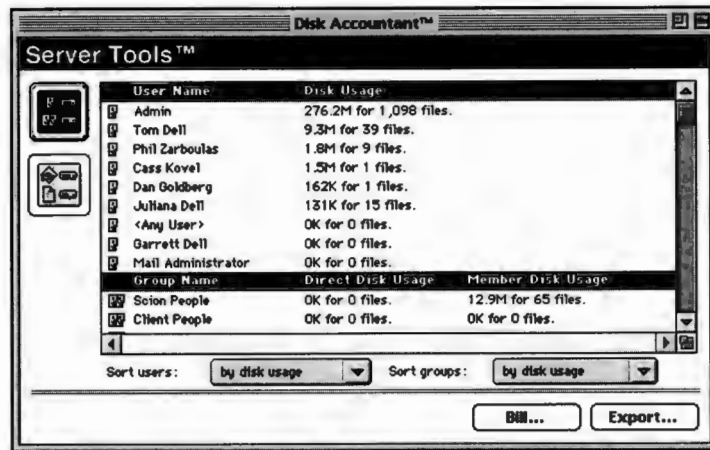 Disk Accountant™
Server Tools™
User Name Disk Usage
Admin 276.2M for 1,098 files.
Tom Dell 9.3M for 39 files.
Phil Zarboulas 1.8M for 9 files.
Cass Kovel 1.5M for 1 files.
Dan Goldberg 162K for 1 files.
Juliana Dell 131K for 15 files.
<Any User> 0K for 0 files.
Garrett Dell 0K for 0 files.
Mail Administrator 0K for 0 files.
Group Name Direct Disk Usage Member Disk Usage
Scion People 0K for 0 files. 12.9M for 65 files.
Client People 0K for 0 files. 0K for 0 files.
Sort users: by disk usage Sort groups: by disk usage
Bill... Export...